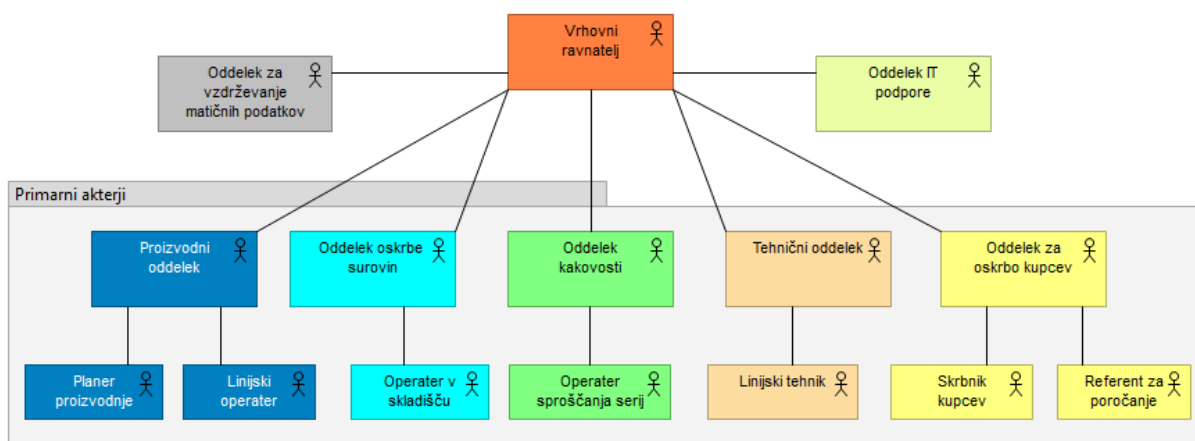 Vrhovni
ravnatelj
Oddelek za
vzdrževanje
matičnih podatkov
Oddelek IT
podpore
Primarni akterji
Proizvodni
oddelek
Oddelek oskrbe
surovin
Oddelek
kakovosti
Tehnični oddelek
Oddelek za
oskrbo kupcev
Planer
proizvodnje
Linijski
operater
Operater v
skladišču
Operater
sproščanja serij
Linijski tehnik
Skrbnik
kupcev
Referent za
poročanje